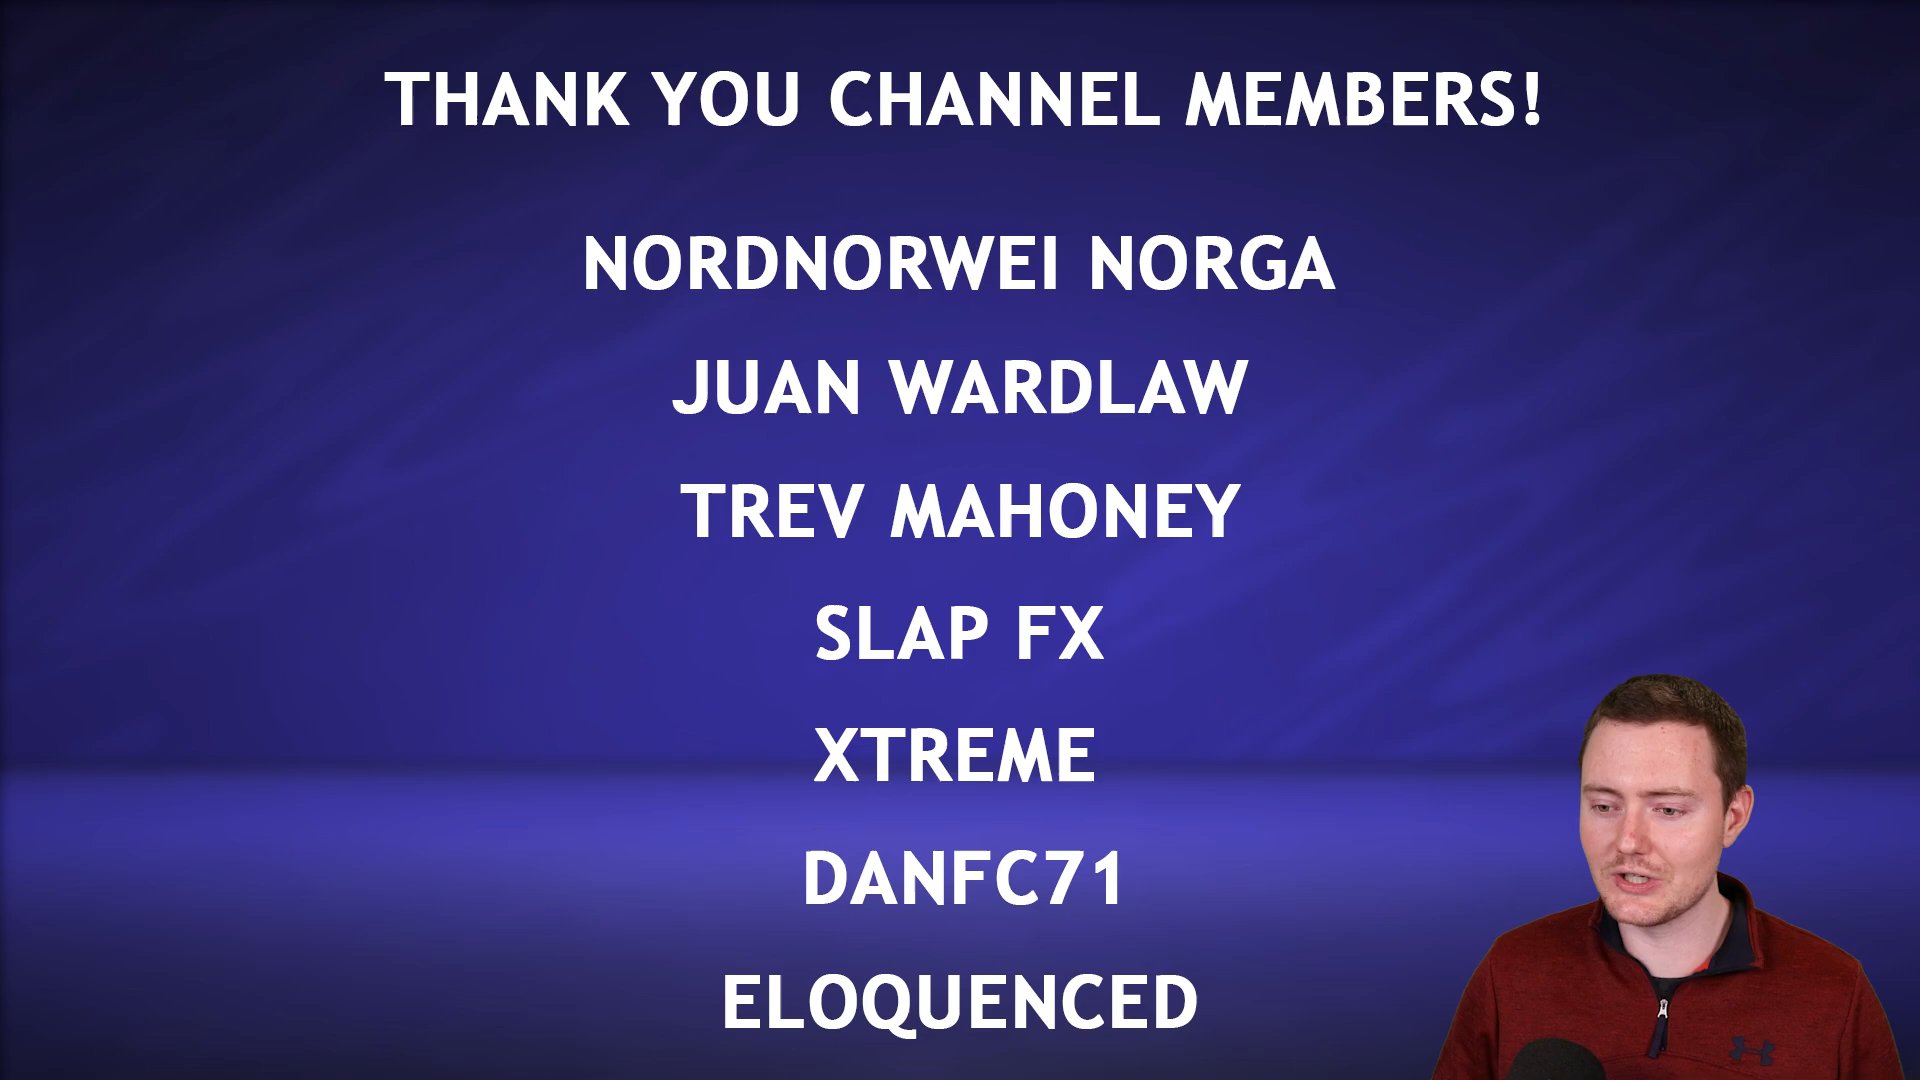 THANK YOU CHANNEL MEMBERS!
NORDNORWEI NORGA
JUAN WARDLAW
TREV MAHONEY
SLAP FX
XTREME
DANFC71
ELOQUENCED